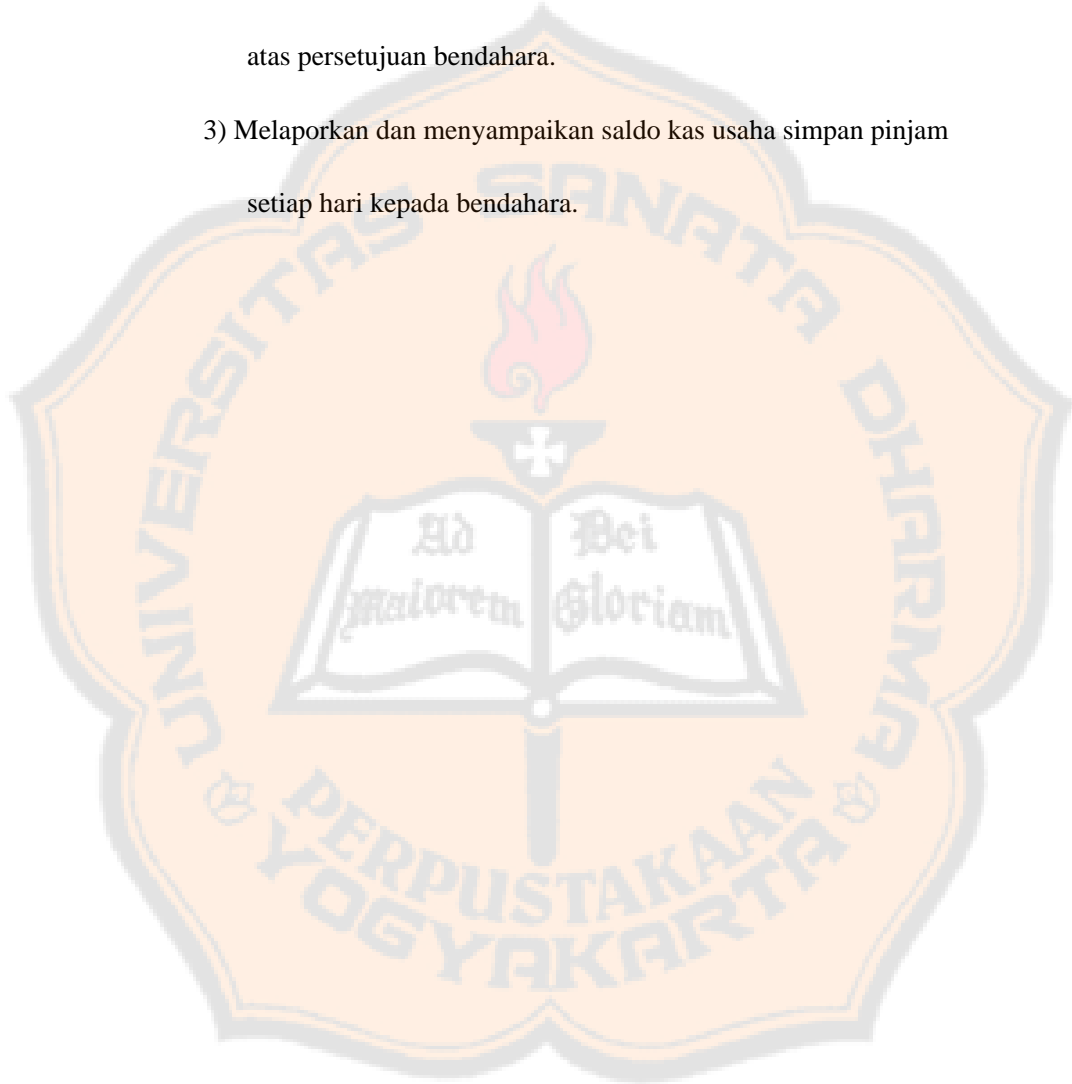 atas persetujuan bendahara.
3) Melaporkan dan menyampaikan saldo kas usaha simpan pinjam
setiap hari kepada bendahara.
UNIVERSITAS SANATA DHARMA
Ad
Maiorem
Dei
Gloriam
PERPUSTAKAAN
YOGYAKARTA